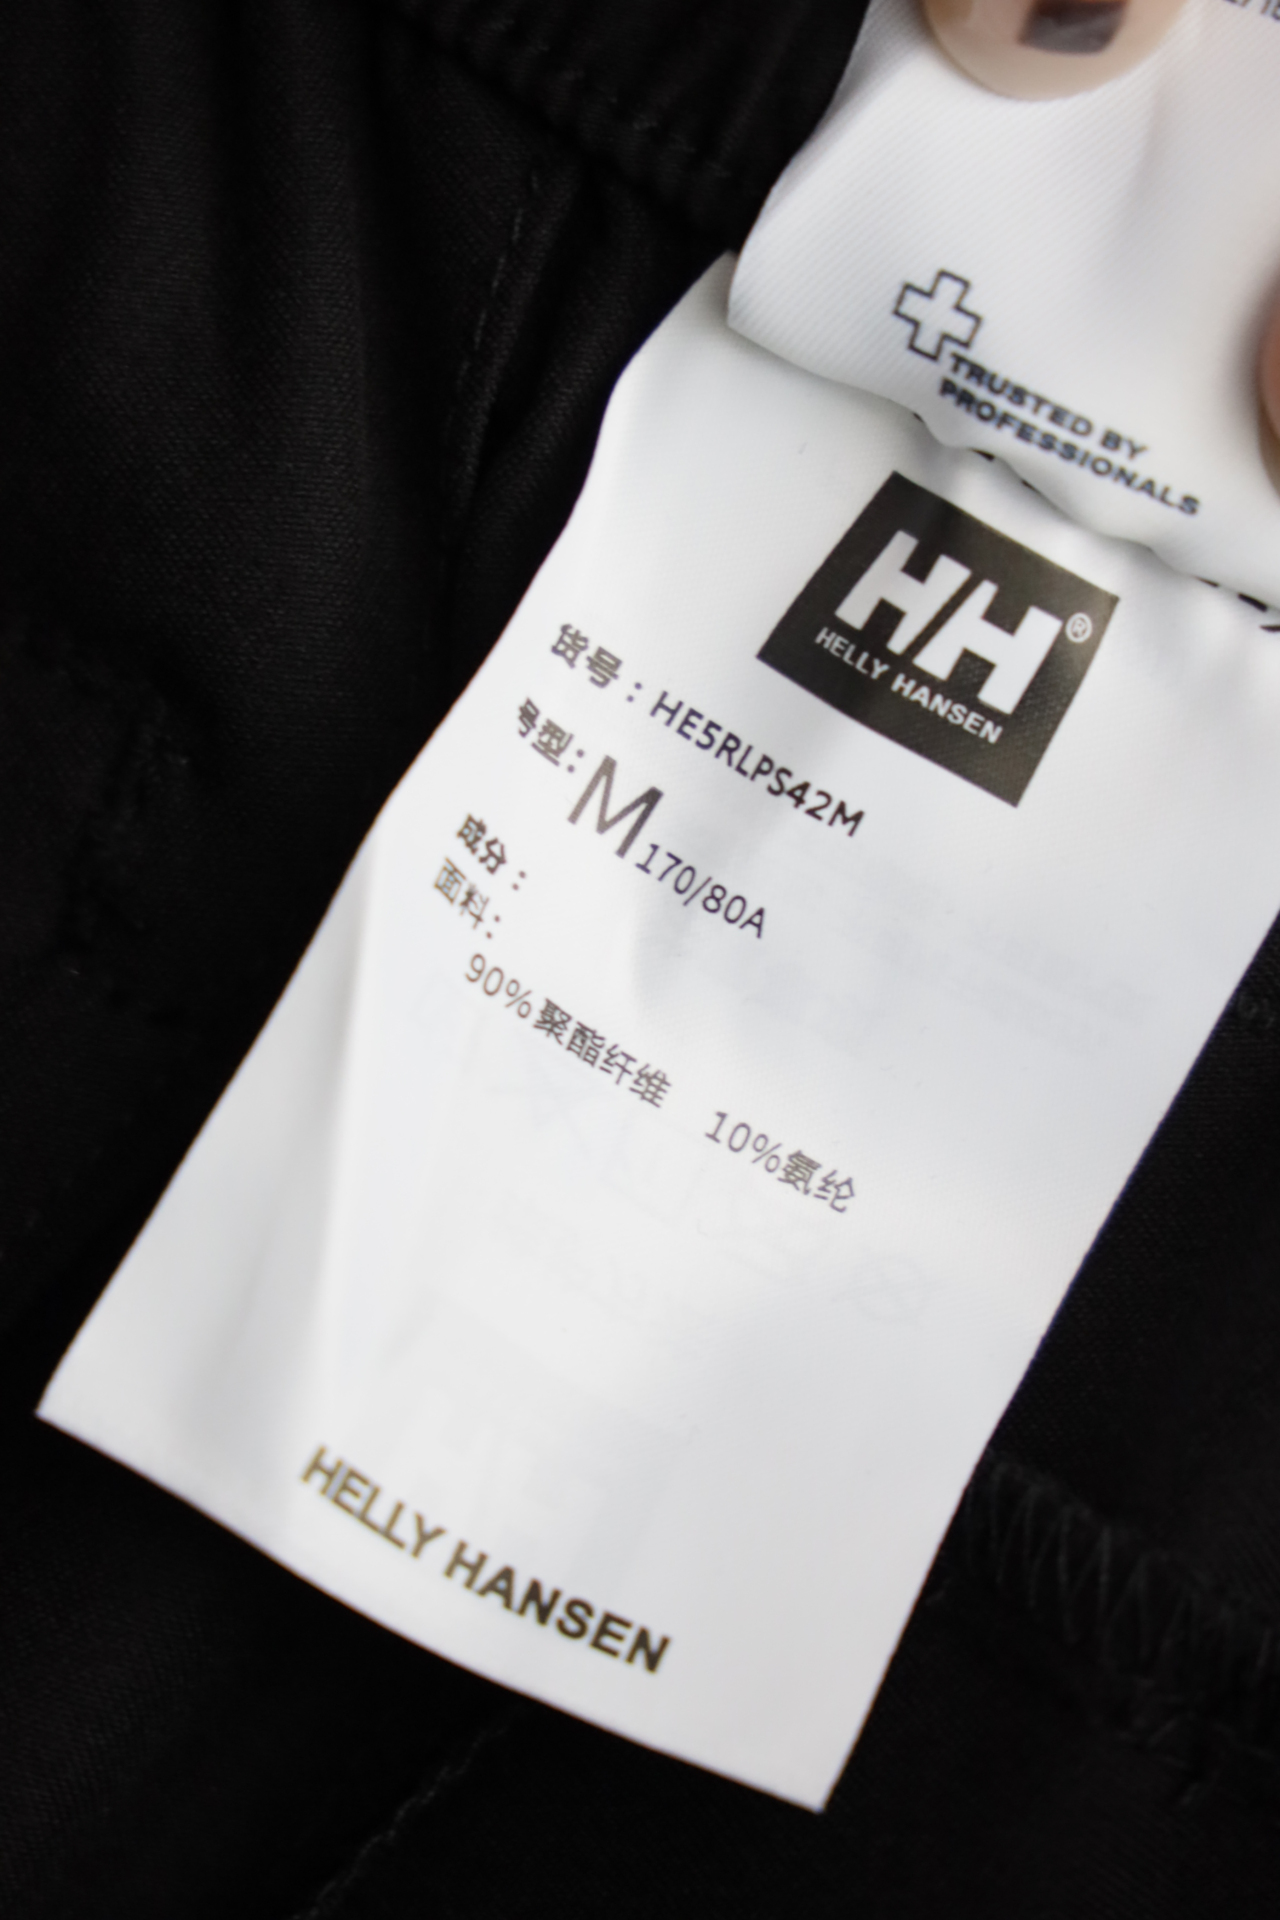 TRUSTED BY
PROFESSIONALS
HH®
HELLY HANSEN
货号：HE5RLPS42M
号型：M 170/80A
成分：
面料：
90%聚酯纤维 10%氨纶
HELLY HANSEN